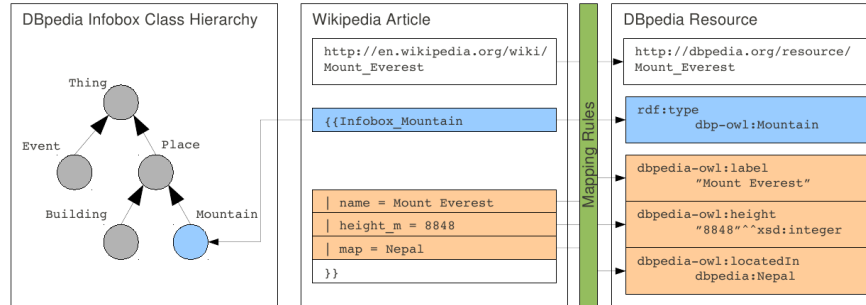 DBpedia Infobox Class Hierarchy
Thing
Event
Place
Building
Mountain
Wikipedia Article
http://en.wikipedia.org/wiki/
Mount_Everest
{{Infobox_Mountain
| name = Mount Everest
| height_m = 8848
| map = Nepal
}}
Mapping Rules
DBpedia Resource
http://dbpedia.org/resource/
Mount_Everest
rdf:type
dbp-owl:Mountain
dbpedia-owl:label
"Mount Everest"
dbpedia-owl:height
"8848"^^xsd:integer
dbpedia-owl:locatedIn
dbpedia:Nepal